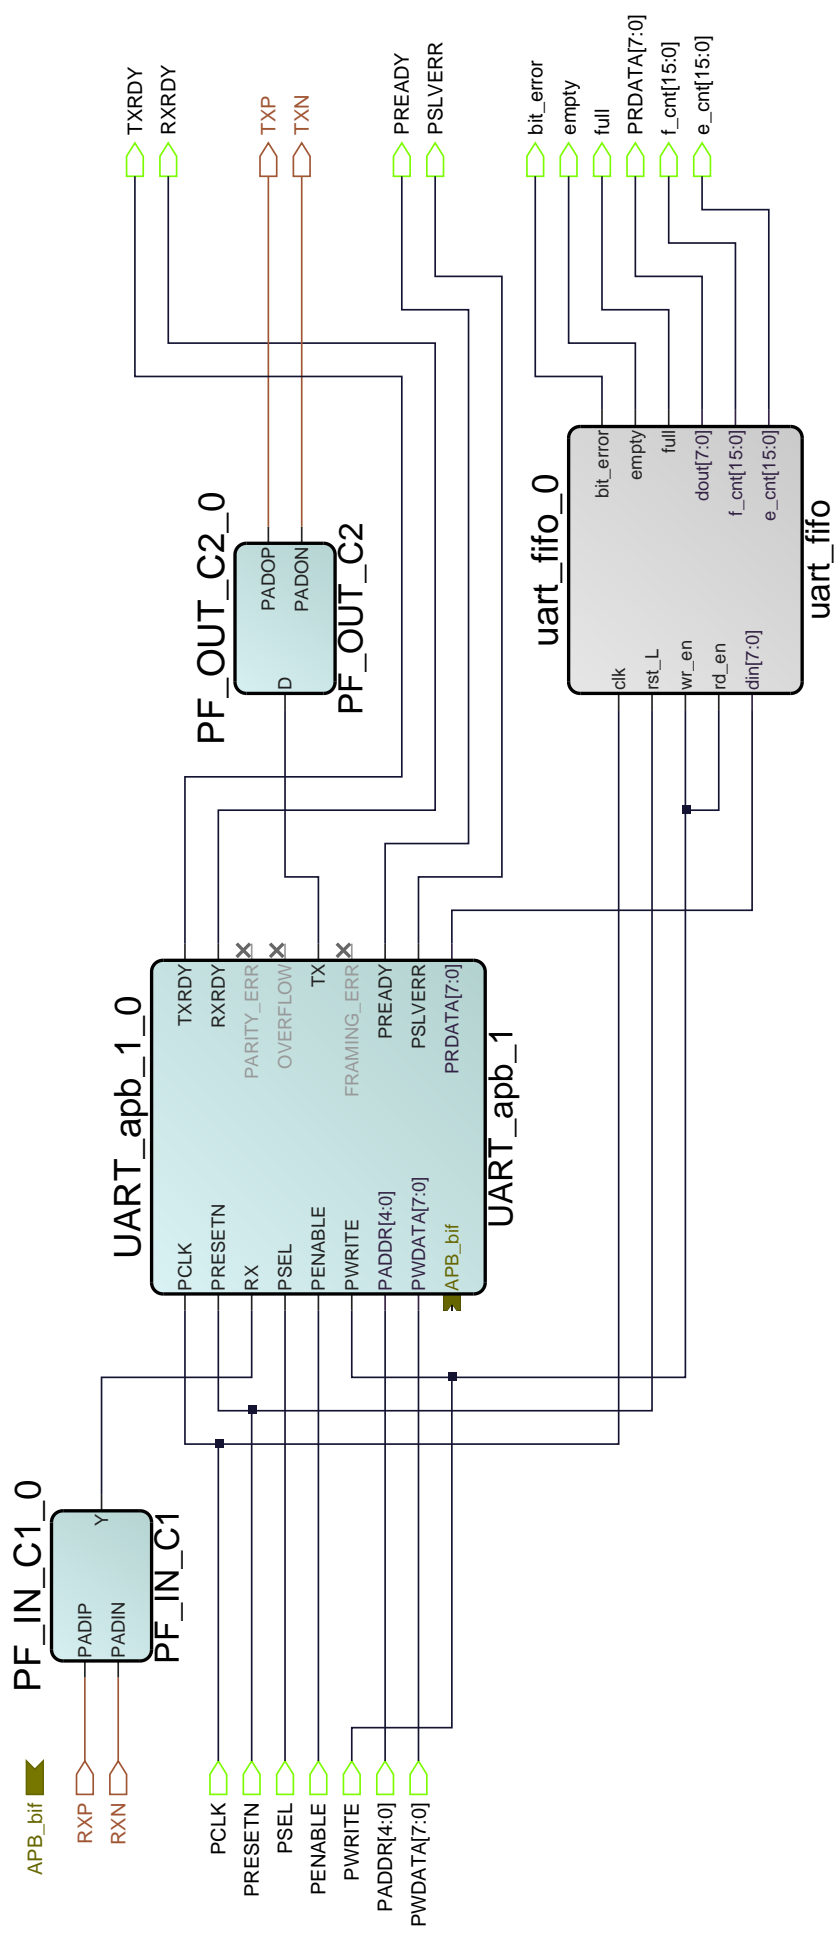 APB_bif
RXP
RXN
PCLK
PRESETN
PSEL
PENABLE
PWRITE
PADDR[4:0]
PWDATA[7:0]
PF_IN_C1_0
PADIP
PADIN
Y
PF_IN_C1
UART_apb_1_0
PCLK
PRESETN
RX
PSEL
PENABLE
PWRITE
PADDR[4:0]
PWDATA[7:0]
APB_bif
TXRDY
RXRDY
PARITY_ERR
OVERFLOW
TX
FRAMING_ERR
PREADY
PSLVERR
PRDATA[7:0]
UART_apb_1
PF_OUT_C2_0
D
PADOP
PADON
PF_OUT_C2
uart_fifo_0
clk
rst_L
wr_en
rd_en
din[7:0]
bit_error
empty
full
dout[7:0]
f_cnt[15:0]
e_cnt[15:0]
uart_fifo
TXRDY
RXRDY
TXP
TXN
PREADY
PSLVERR
bit_error
empty
full
PRDATA[7:0]
f_cnt[15:0]
e_cnt[15:0]